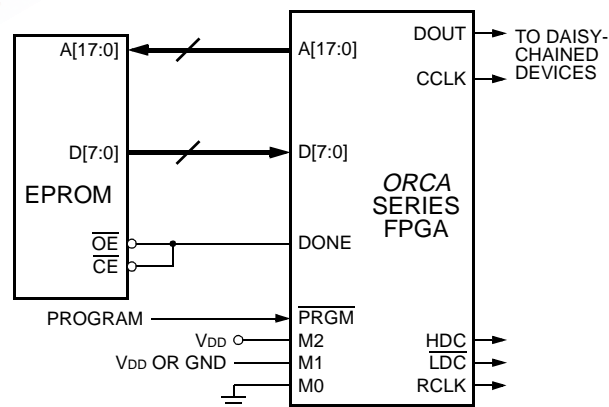 A[17:0]
D[7:0]
EPROM
OE
CE
A[17:0]
D[7:0]
DONE
PRGM
M2
M1
M0
PROGRAM
VDD
VDD OR GND
ORCA
SERIES
FPGA
DOUT
CCLK
HDC
LDC
RCLK
TO DAISY-
CHAINED
DEVICES